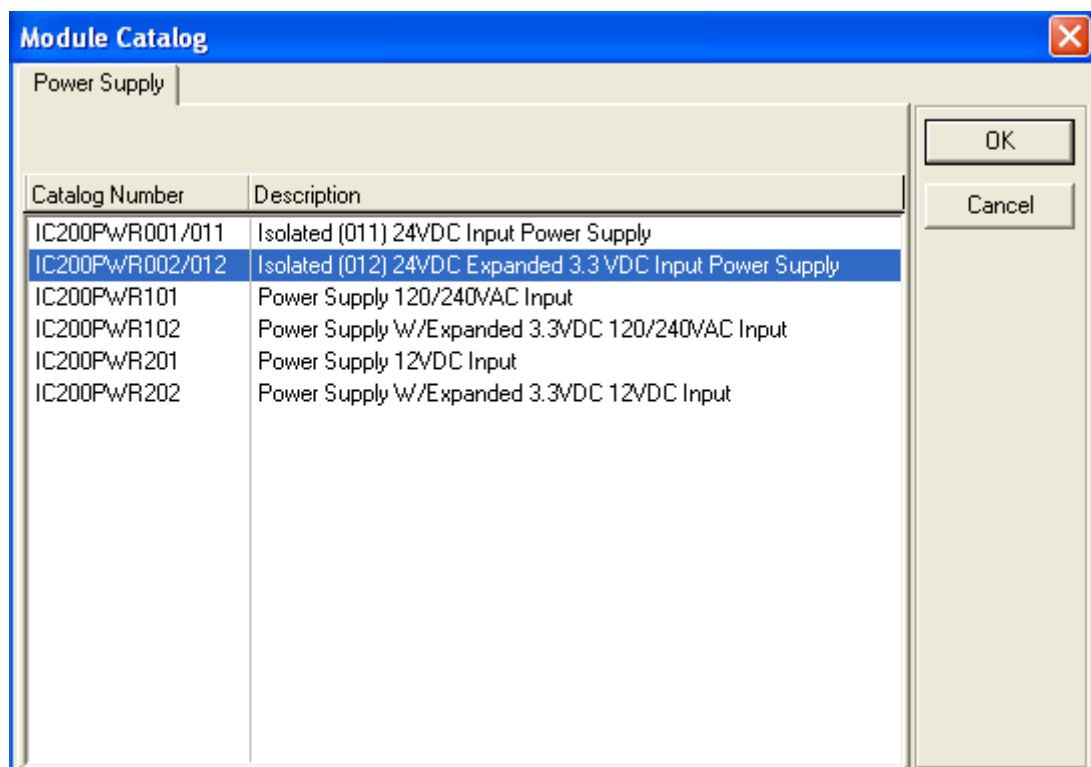 Module Catalog
Power Supply
OK
Cancel
Catalog Number Description
IC200PWR001/011 Isolated (011) 24VDC Input Power Supply
IC200PWR002/012 Isolated (012) 24VDC Expanded 3.3 VDC Input Power Supply
IC200PWR101 Power Supply 120/240VAC Input
IC200PWR102 Power Supply W/Expanded 3.3VDC 120/240VAC Input
IC200PWR201 Power Supply 12VDC Input
IC200PWR202 Power Supply W/Expanded 3.3VDC 12VDC Input